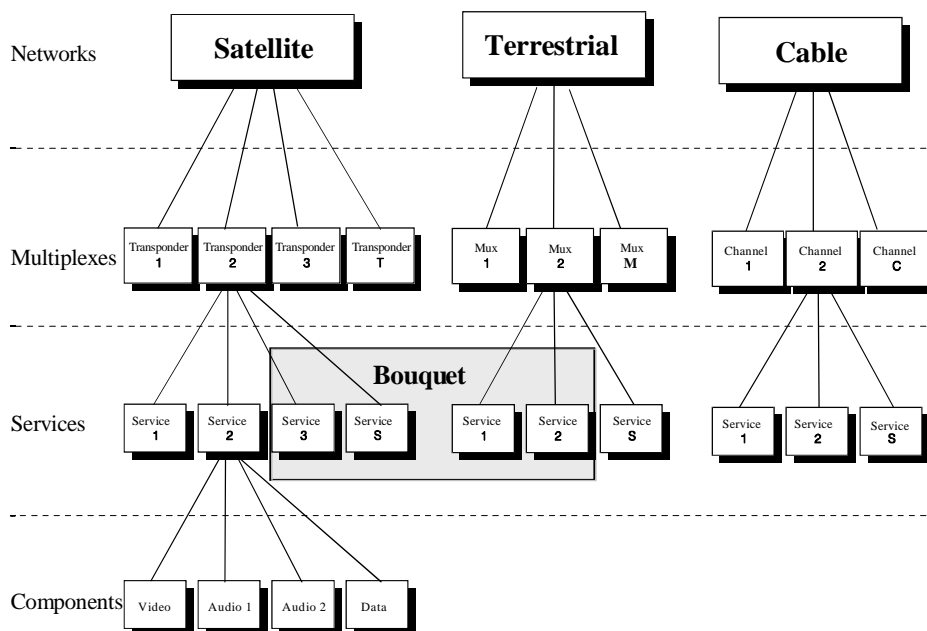 Networks
Satellite
Terrestrial
Cable
Multiplexes
Transponder
1
Transponder
2
Transponder
3
Transponder
T
Mux
1
Mux
2
Mux
M
Channel
1
Channel
2
Channel
C
Bouquet
Services
Service
1
Service
2
Service
3
Service
S
Service
1
Service
2
Service
S
Service
1
Service
2
Service
S
Components
Video
Audio 1
Audio 2
Data